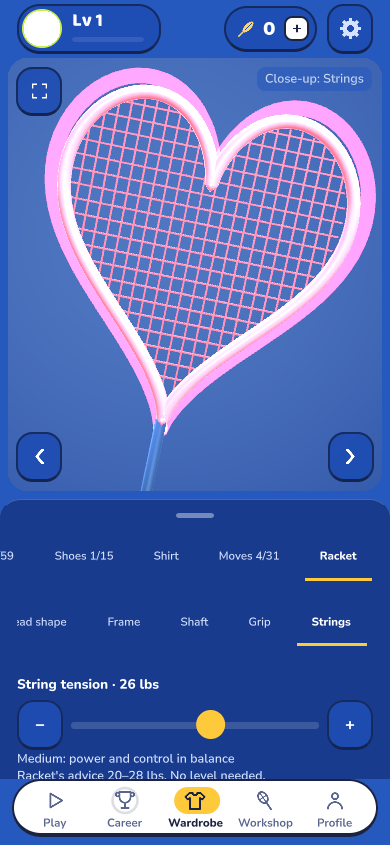 Lv 1
0 +
Close-up: Strings
/59 Shoes 1/15 Shirt Moves 4/31 Racket
ead shape Frame Shaft Grip Strings
String tension · 26 lbs
− +
Medium: power and control in balance
Racket's advice 20–28 lbs. No level needed.
Play Career Wardrobe Workshop Profile